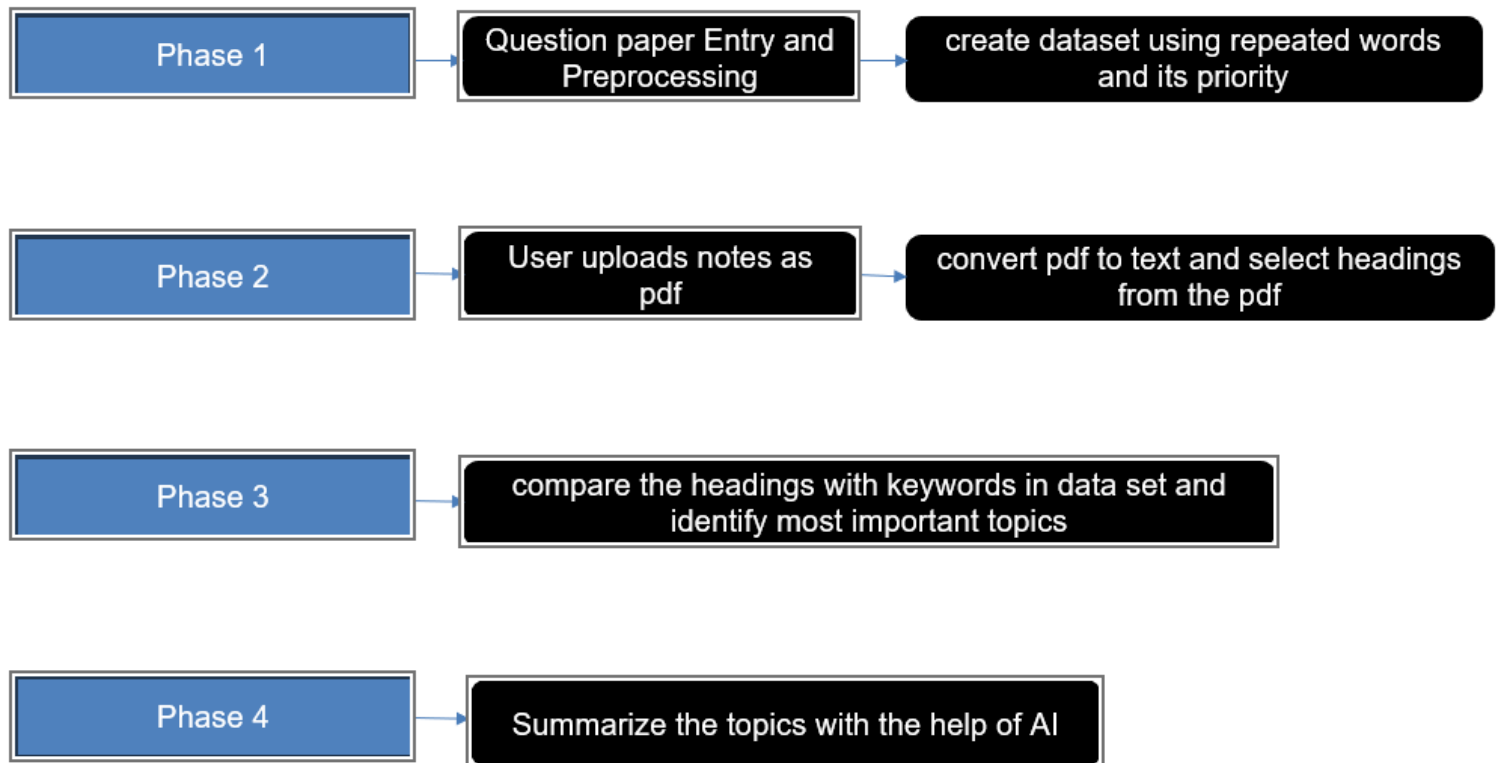 Phase 1
Question paper Entry and
Preprocessing
create dataset using repeated words
and its priority
Phase 2
User uploads notes as
pdf
convert pdf to text and select headings
from the pdf
Phase 3
compare the headings with keywords in data set and
identify most important topics
Phase 4
Summarize the topics with the help of AI